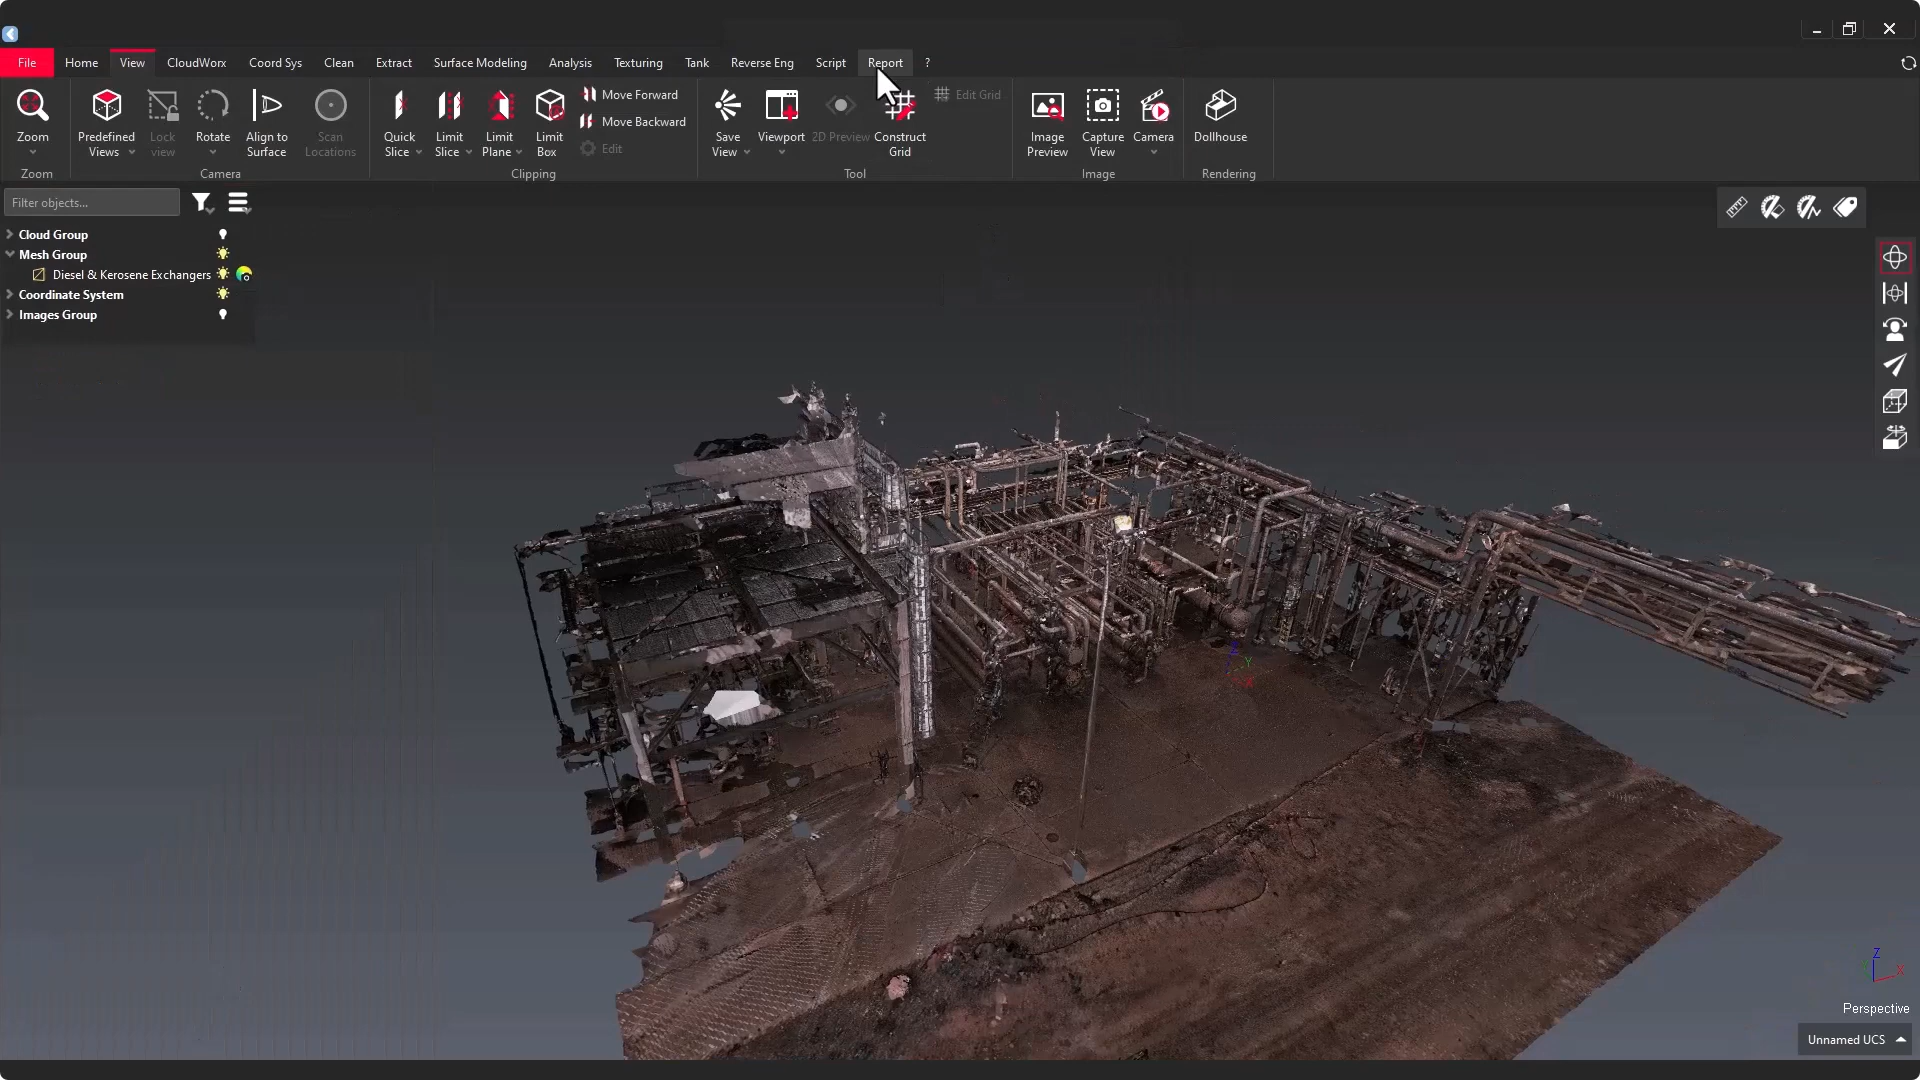 File Home View CloudWorx Coord Sys Clean Extract Surface Modeling Analysis Texturing Tank Reverse Eng Script Report ?
Zoom
Predefined Views
Lock view
Rotate
Align to Surface
Scan Locations
Quick Slice
Limit Slice
Limit Plane
Limit Box
Move Forward
Move Backward
Edit
Save View
Viewport
2D Preview
Construct Grid
Edit Grid
Image Preview
Capture View
Camera
Dollhouse
Zoom Camera Clipping Tool Image Rendering
Filter objects...
Cloud Group
Mesh Group
Diesel & Kerosene Exchangers
Coordinate System
Images Group
Z
Y
X
Z
X
Perspective
Unnamed UCS